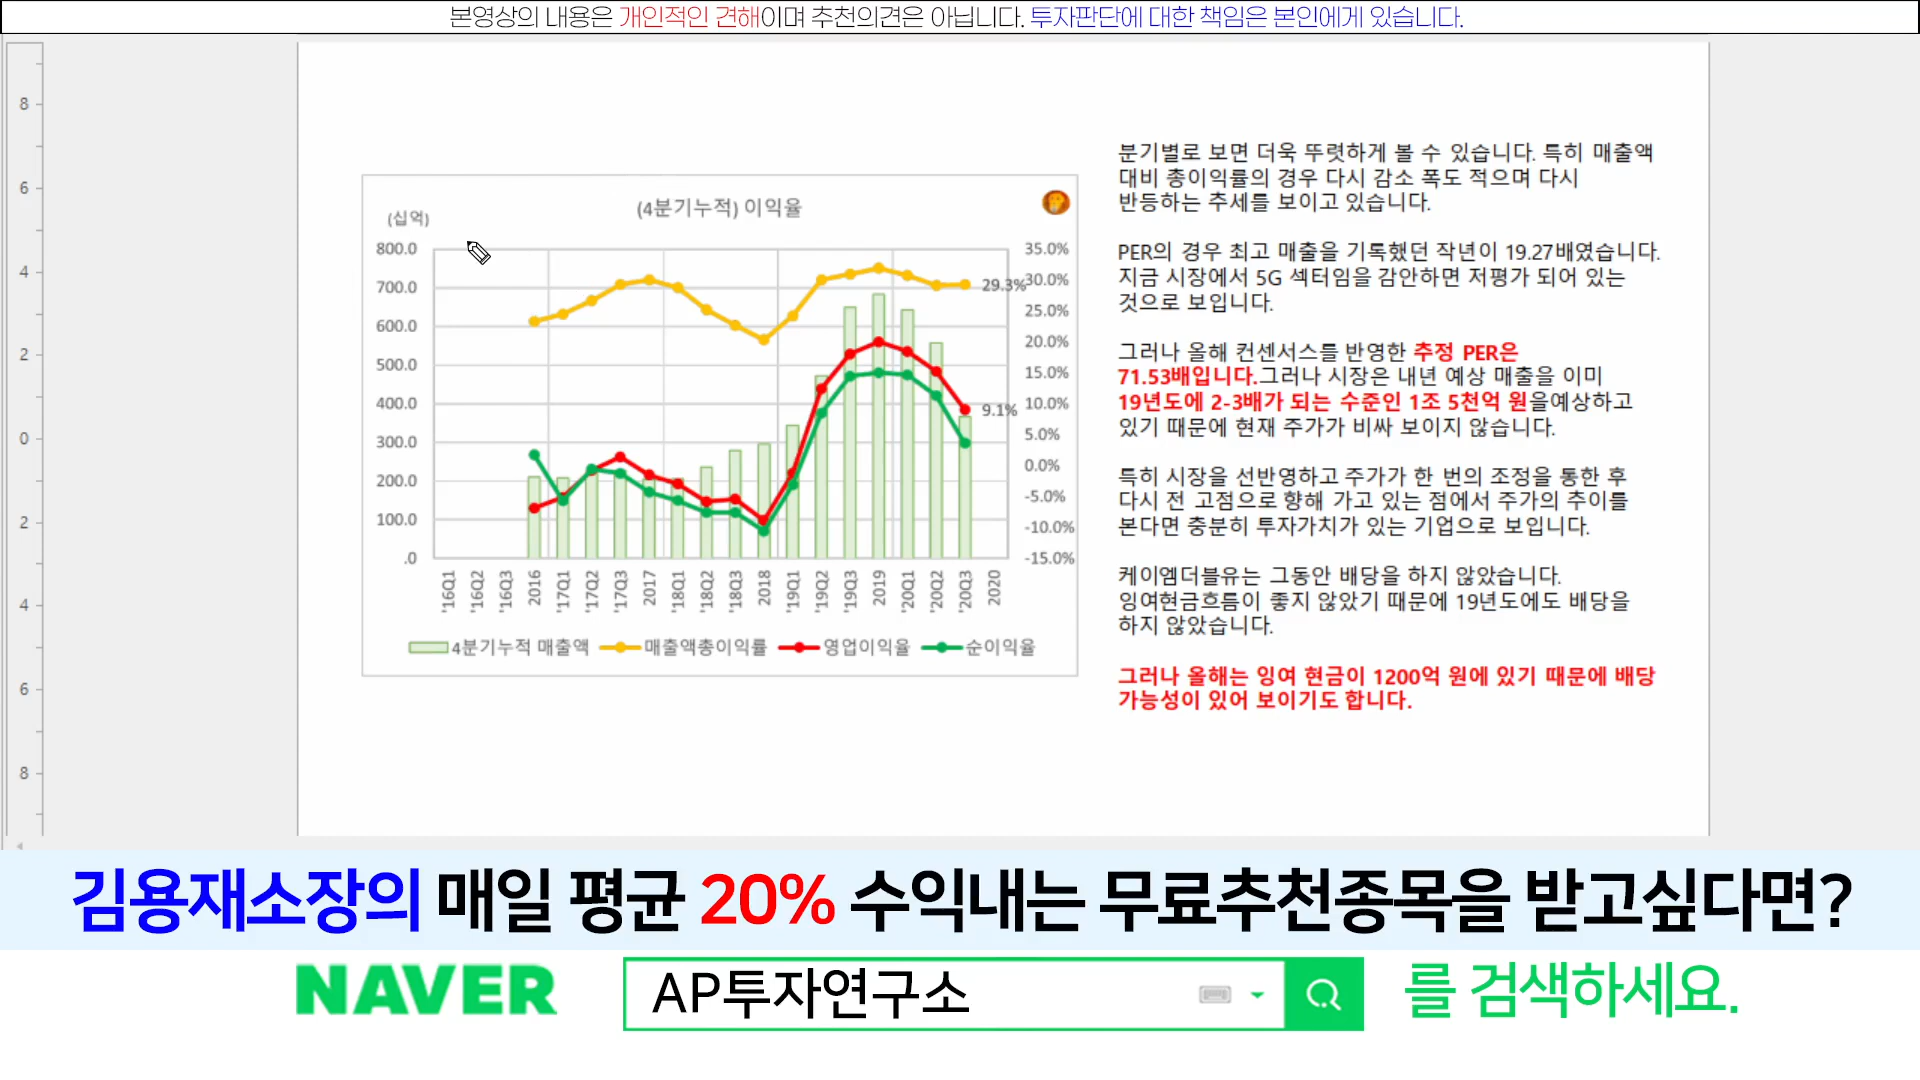 본영상의 내용은 개인적인 견해이며 추천의견은 아닙니다. 투자판단에 대한 책임은 본인에게 있습니다.
8
6
4
2
0
2
4
6
8
(4분기누적) 이익율
(십억)
800.0
700.0
600.0
500.0
400.0
300.0
200.0
100.0
.0
35.0%
30.0%
25.0%
20.0%
15.0%
10.0%
5.0%
0.0%
-5.0%
-10.0%
-15.0%
29.3%
9.1%
'16Q1 '16Q2 '16Q3 2016 '17Q1 '17Q2 '17Q3 2017 '18Q1 '18Q2 '18Q3 2018 '19Q1 '19Q2 '19Q3 2019 '20Q1 '20Q2 '20Q3 2020
4분기누적 매출액 매출액총이익률 영업이익율 순이익율
분기별로 보면 더욱 뚜렷하게 볼 수 있습니다. 특히 매출액
대비 총이익률의 경우 다시 감소 폭도 적으며 다시
반등하는 추세를 보이고 있습니다.
PER의 경우 최고 매출을 기록했던 작년이 19.27배였습니다.
지금 시장에서 5G 섹터임을 감안하면 저평가 되어 있는
것으로 보입니다.
그러나 올해 컨센서스를 반영한 추정 PER은
71.53배입니다.그러나 시장은 내년 예상 매출을 이미
19년도에 2-3배가 되는 수준인 1조 5천억 원을예상하고
있기 때문에 현재 주가가 비싸 보이지 않습니다.
특히 시장을 선반영하고 주가가 한 번의 조정을 통한 후
다시 전 고점으로 향해 가고 있는 점에서 주가의 추이를
본다면 충분히 투자가치가 있는 기업으로 보입니다.
케이엠더블유는 그동안 배당을 하지 않았습니다.
잉여현금흐름이 좋지 않았기 때문에 19년도에도 배당을
하지 않았습니다.
그러나 올해는 잉여 현금이 1200억 원에 있기 때문에 배당
가능성이 있어 보이기도 합니다.
김용재소장의 매일 평균 20% 수익내는 무료추천종목을 받고싶다면?
NAVER AP투자연구소 를 검색하세요.